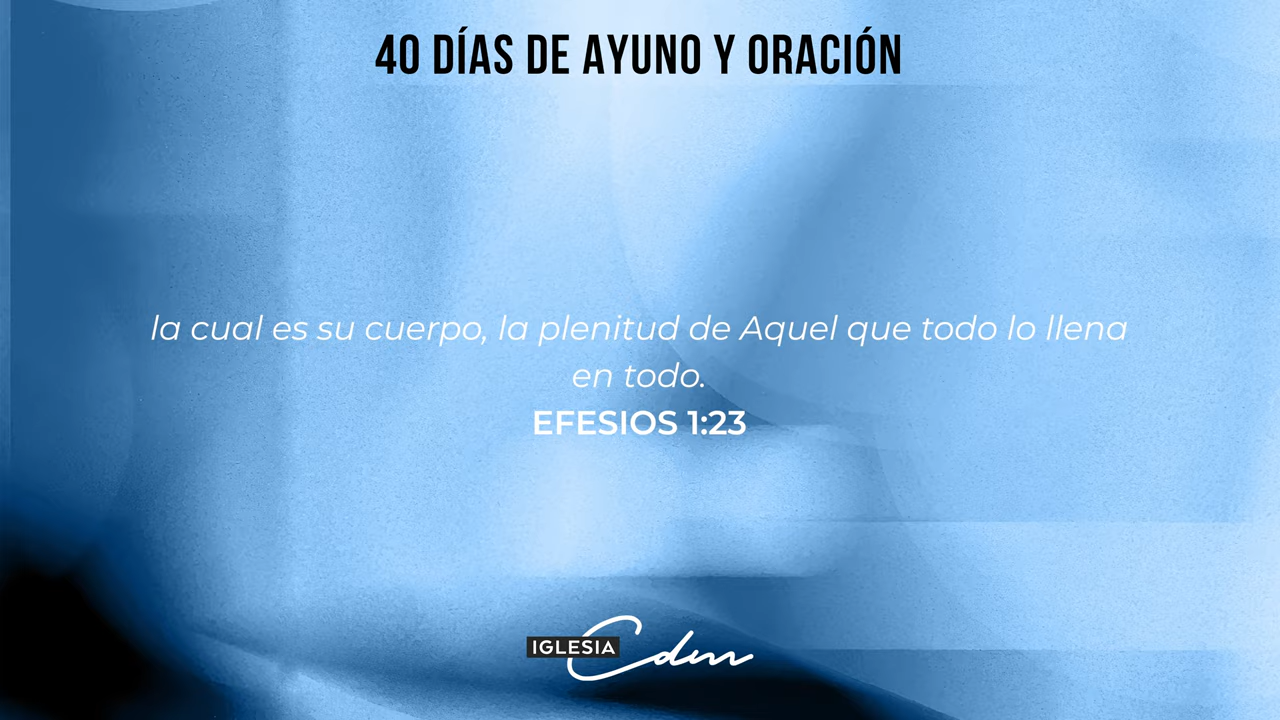 40 DÍAS DE AYUNO Y ORACIÓN
la cual es su cuerpo, la plenitud de Aquel que todo lo llena
en todo.
EFESIOS 1:23
IGLESIA Cdm